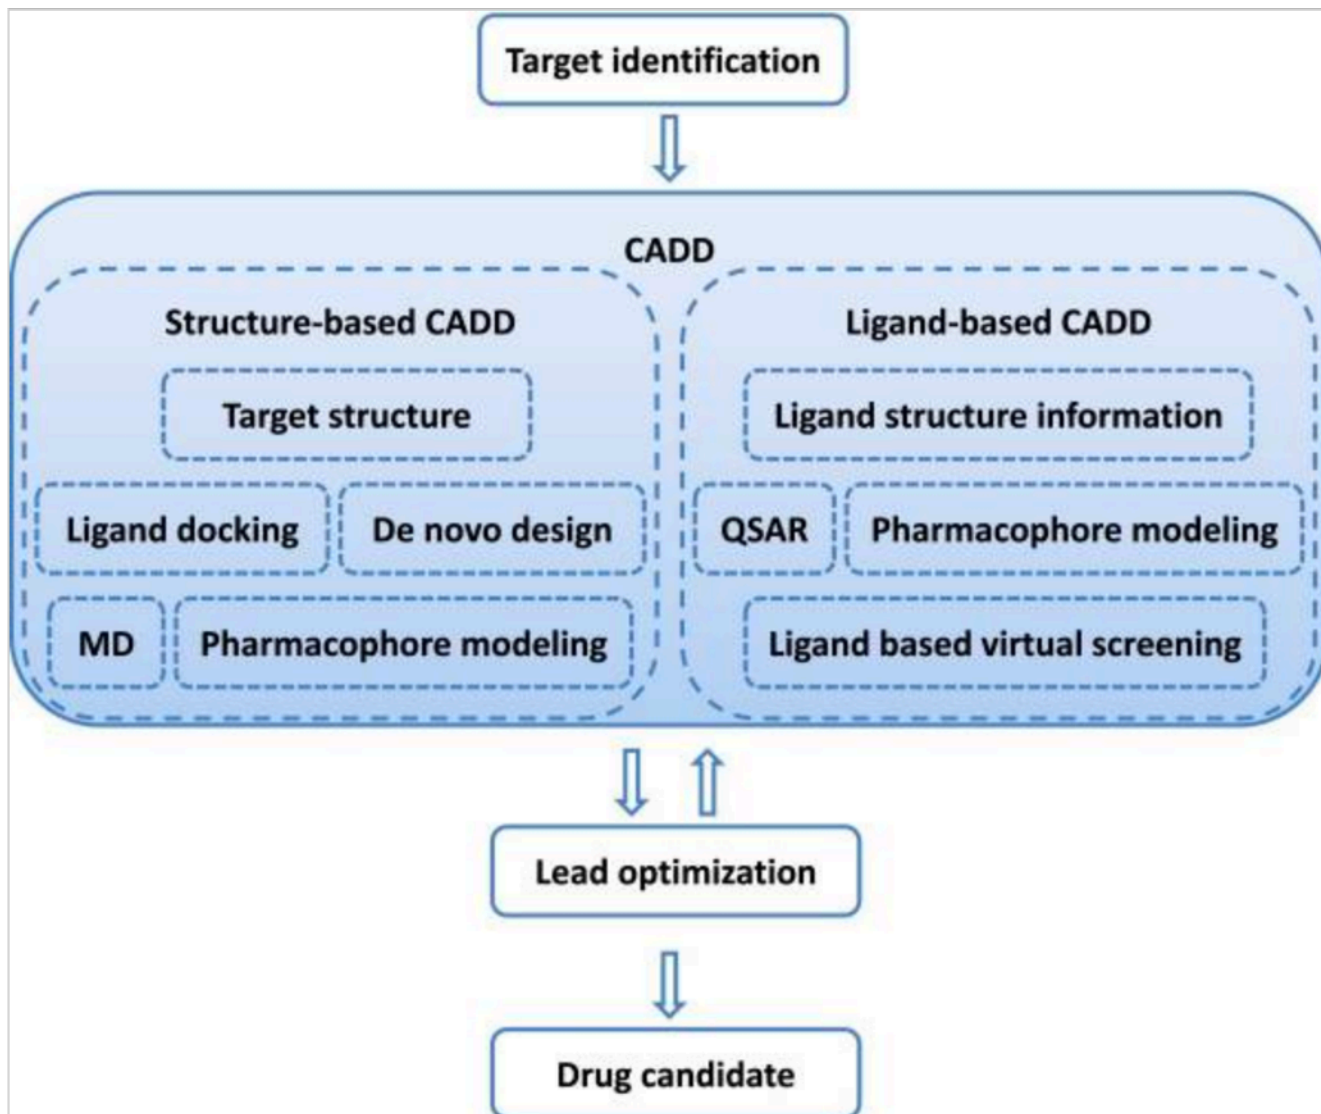 Target identification
CADD
Structure-based CADD
Target structure
Ligand docking
De novo design
MD
Pharmacophore modeling
Ligand-based CADD
Ligand structure information
QSAR
Pharmacophore modeling
Ligand based virtual screening
Lead optimization
Drug candidate